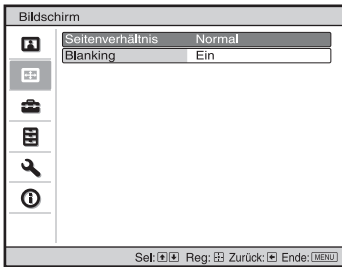 Bildschirm
Seitenverhältnis Normal
Blanking Ein
Sel: Reg: Zurück: Ende: MENU